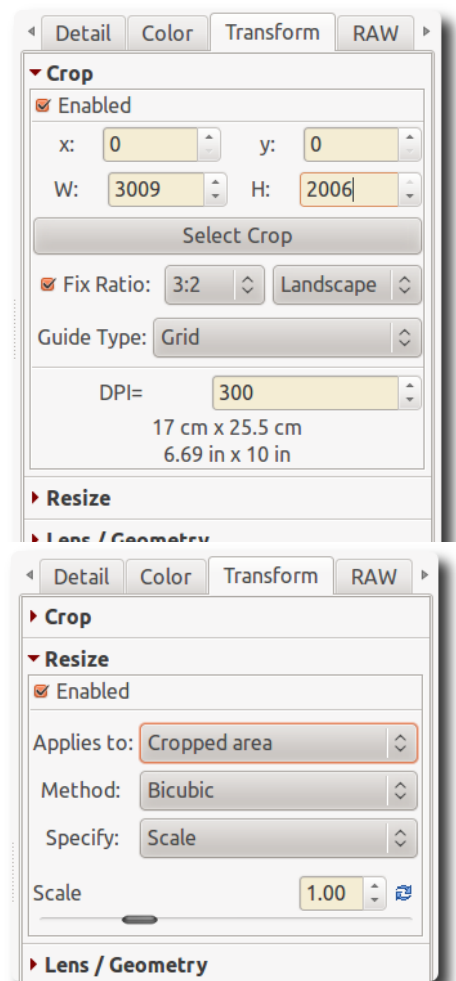 Detail Color Transform RAW
Crop
Enabled
x: 0 y: 0
W: 3009 H: 2006
Select Crop
Fix Ratio: 3:2 Landscape
Guide Type: Grid
DPI= 300
17 cm x 25.5 cm
6.69 in x 10 in
Resize
Lens / Geometry
Detail Color Transform RAW
Crop
Resize
Enabled
Applies to: Cropped area
Method: Bicubic
Specify: Scale
Scale 1.00
Lens / Geometry